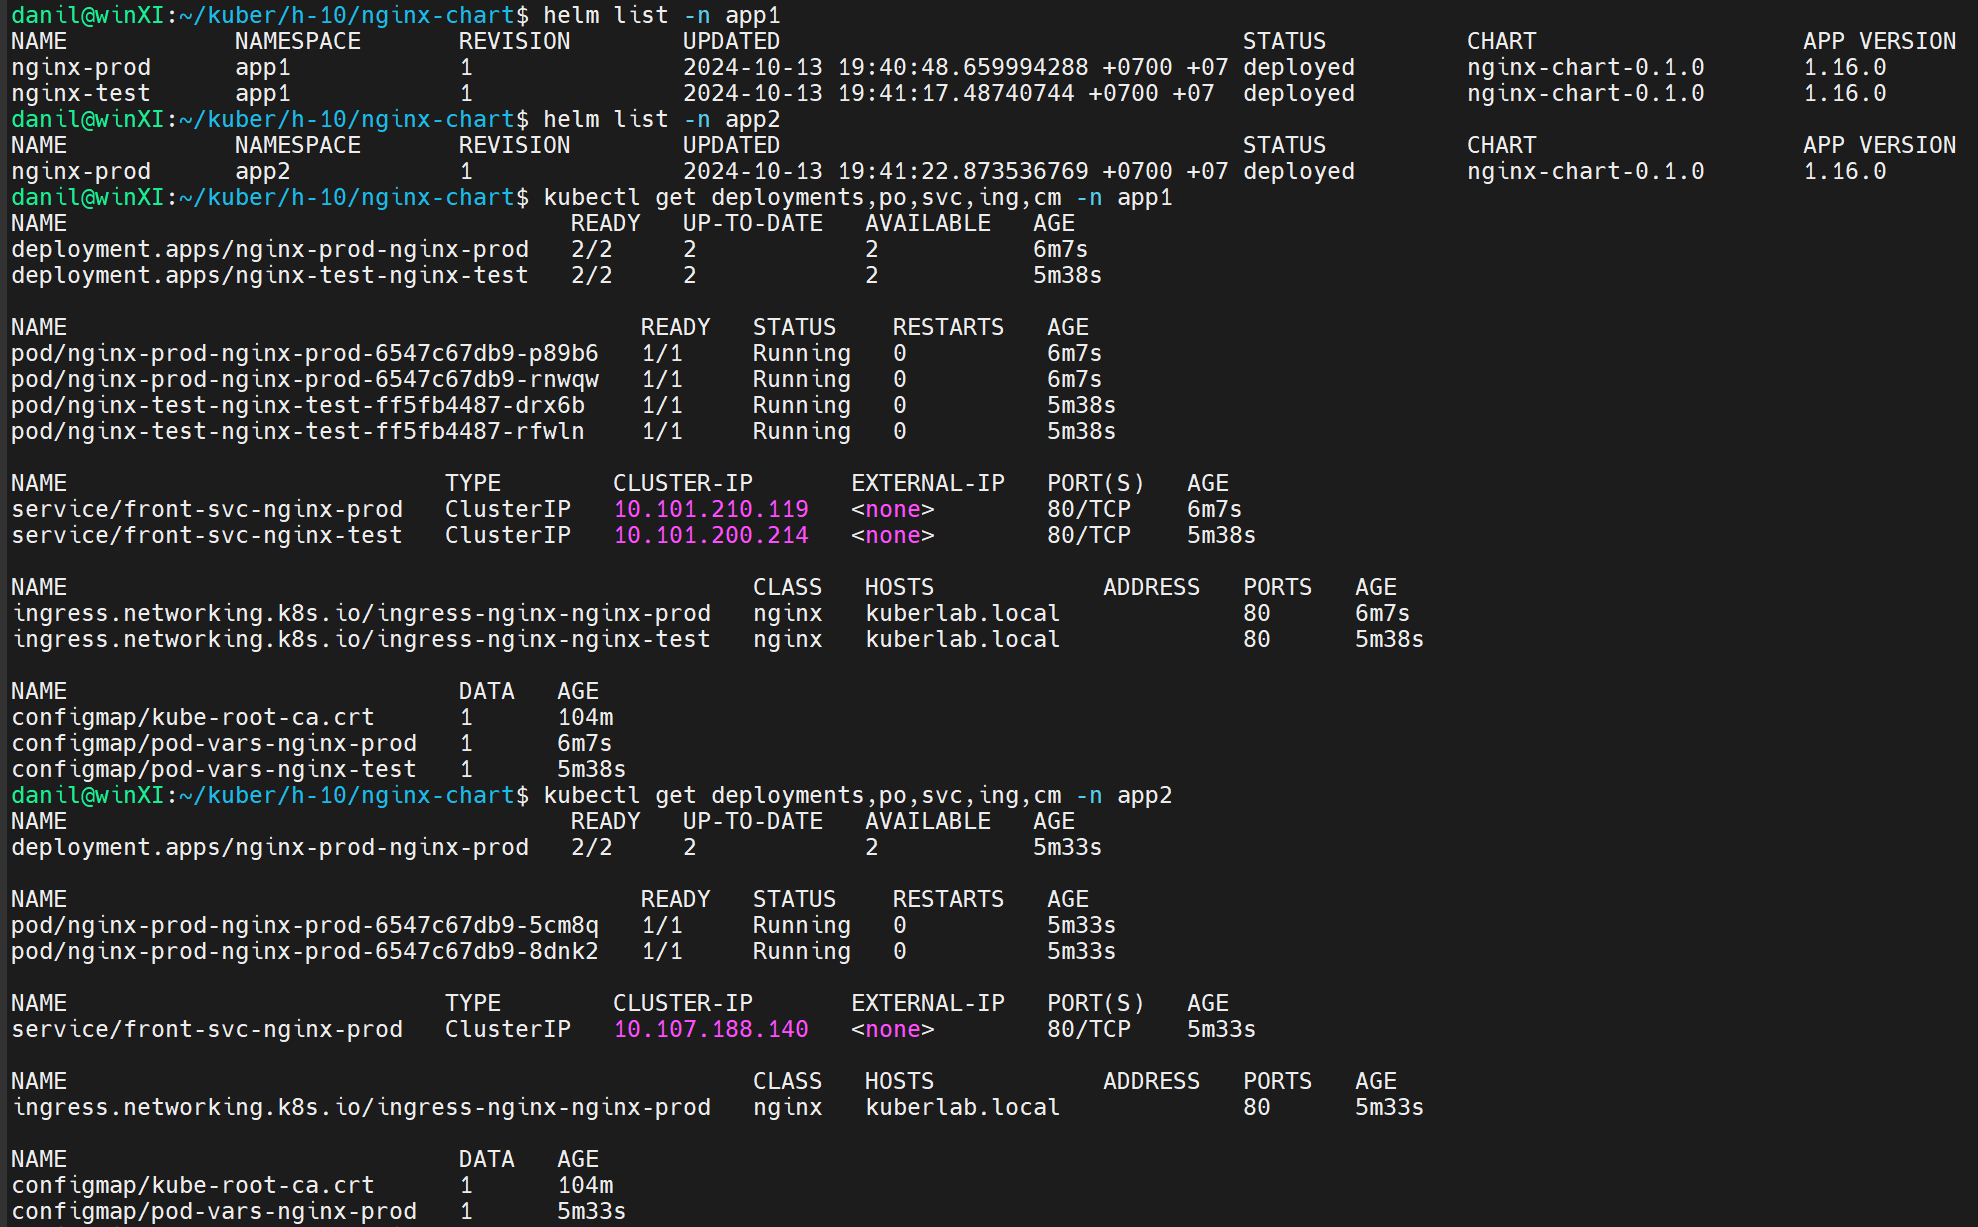 danil@winXI:~/kuber/h-10/nginx-chart$ helm list -n app1
NAME            NAMESPACE       REVISION        UPDATED                                 STATUS          CHART                   APP VERSION
nginx-prod      app1            1               2024-10-13 19:40:48.659994288 +0700 +07 deployed        nginx-chart-0.1.0       1.16.0
nginx-test      app1            1               2024-10-13 19:41:17.48740744 +0700 +07  deployed        nginx-chart-0.1.0       1.16.0
danil@winXI:~/kuber/h-10/nginx-chart$ helm list -n app2
NAME            NAMESPACE       REVISION        UPDATED                                 STATUS          CHART                   APP VERSION
nginx-prod      app2            1               2024-10-13 19:41:22.873536769 +0700 +07 deployed        nginx-chart-0.1.0       1.16.0
danil@winXI:~/kuber/h-10/nginx-chart$ kubectl get deployments,po,svc,ing,cm -n app1
NAME                                    READY   UP-TO-DATE   AVAILABLE   AGE
deployment.apps/nginx-prod-nginx-prod   2/2     2            2           6m7s
deployment.apps/nginx-test-nginx-test   2/2     2            2           5m38s

NAME                                         READY   STATUS    RESTARTS   AGE
pod/nginx-prod-nginx-prod-6547c67db9-p89b6   1/1     Running   0          6m7s
pod/nginx-prod-nginx-prod-6547c67db9-rnwqw   1/1     Running   0          6m7s
pod/nginx-test-nginx-test-ff5fb4487-drx6b    1/1     Running   0          5m38s
pod/nginx-test-nginx-test-ff5fb4487-rfwln    1/1     Running   0          5m38s

NAME                           TYPE        CLUSTER-IP       EXTERNAL-IP   PORT(S)   AGE
service/front-svc-nginx-prod   ClusterIP   10.101.210.119   <none>        80/TCP    6m7s
service/front-svc-nginx-test   ClusterIP   10.101.200.214   <none>        80/TCP    5m38s

NAME                                                 CLASS   HOSTS            ADDRESS   PORTS   AGE
ingress.networking.k8s.io/ingress-nginx-nginx-prod   nginx   kuberlab.local             80      6m7s
ingress.networking.k8s.io/ingress-nginx-nginx-test   nginx   kuberlab.local             80      5m38s

NAME                            DATA   AGE
configmap/kube-root-ca.crt      1      104m
configmap/pod-vars-nginx-prod   1      6m7s
configmap/pod-vars-nginx-test   1      5m38s
danil@winXI:~/kuber/h-10/nginx-chart$ kubectl get deployments,po,svc,ing,cm -n app2
NAME                                    READY   UP-TO-DATE   AVAILABLE   AGE
deployment.apps/nginx-prod-nginx-prod   2/2     2            2           5m33s

NAME                                         READY   STATUS    RESTARTS   AGE
pod/nginx-prod-nginx-prod-6547c67db9-5cm8q   1/1     Running   0          5m33s
pod/nginx-prod-nginx-prod-6547c67db9-8dnk2   1/1     Running   0          5m33s

NAME                           TYPE        CLUSTER-IP       EXTERNAL-IP   PORT(S)   AGE
service/front-svc-nginx-prod   ClusterIP   10.107.188.140   <none>        80/TCP    5m33s

NAME                                                 CLASS   HOSTS            ADDRESS   PORTS   AGE
ingress.networking.k8s.io/ingress-nginx-nginx-prod   nginx   kuberlab.local             80      5m33s

NAME                            DATA   AGE
configmap/kube-root-ca.crt      1      104m
configmap/pod-vars-nginx-prod   1      5m33s